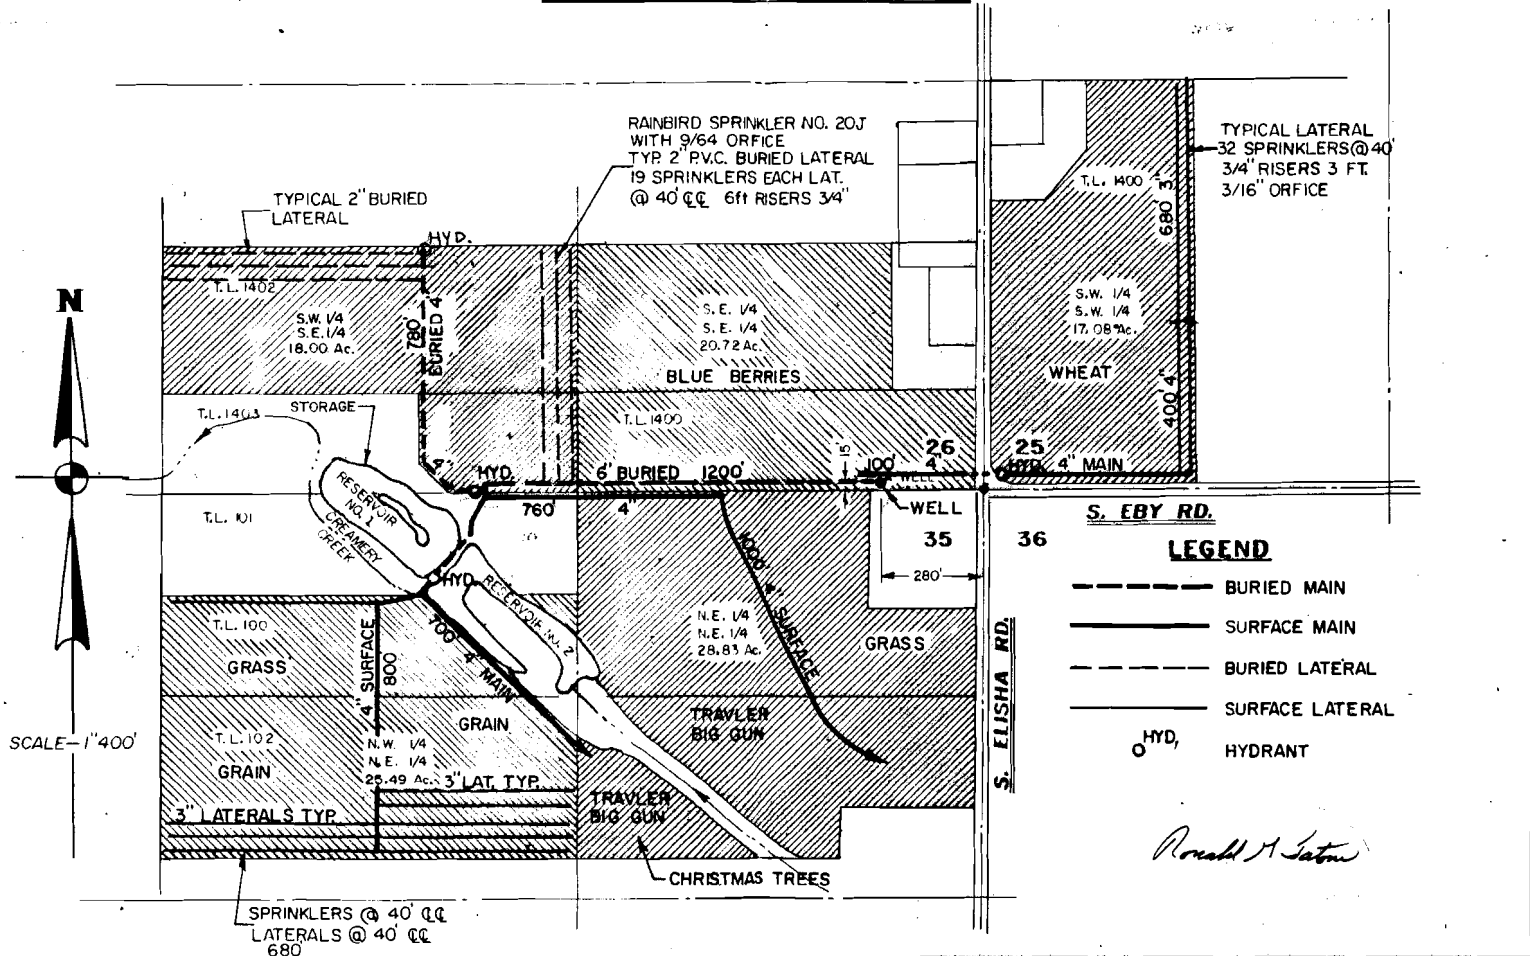 RAINBIRD SPRINKLER NO. 20J
WITH 9/64 ORFICE
TYP. 2" P.V.C. BURIED LATERAL
19 SPRINKLERS EACH LAT.
@ 40' ℄ 6ft RISERS 3/4"
TYPICAL LATERAL
32 SPRINKLERS @ 40'
3/4" RISERS 3 FT.
3/16" ORFICE
TYPICAL 2" BURIED
LATERAL
HYD.
T.L. 1400
680' 3"
T.L. 1402
S.W. 1/4
S.E. 1/4
18.00 Ac.
780'
BURIED 4"
S.E. 1/4
S.E. 1/4
20.72 Ac.
BLUE BERRIES
S.W. 1/4
S.W. 1/4
17.08 Ac.
WHEAT
400' 4"
N
T.L. 1403
STORAGE
T.L. 1400
4"
HYD.
6" BURIED 1200'
15'
100'
4"
WELL
26
25
HYD. 4" MAIN
RESERVOIR
NO. 1
CREAMERY
CREEK
T.L. 101
760'
4"
WELL
S. EBY RD.
35
36
280'
1000' 4" SURFACE
HYD.
RESERVOIR NO. 2
T.L. 100
GRASS
4" SURFACE
800
700'
4" MAIN
N.E. 1/4
N.E. 1/4
28.83 Ac.
GRASS
S. ELISHA RD.
LEGEND
BURIED MAIN
SURFACE MAIN
BURIED LATERAL
SURFACE LATERAL
HYD,
HYDRANT
SCALE-1"400'
T.L. 102
GRAIN
GRAIN
N.W. 1/4
N.E. 1/4
25.49 Ac.
3" LAT. TYP.
3" LATERALS TYP.
TRAVLER
BIG GUN
TRAVLER
BIG GUN
CHRISTMAS TREES
SPRINKLERS @ 40' ℄
LATERALS @ 40' ℄
680'